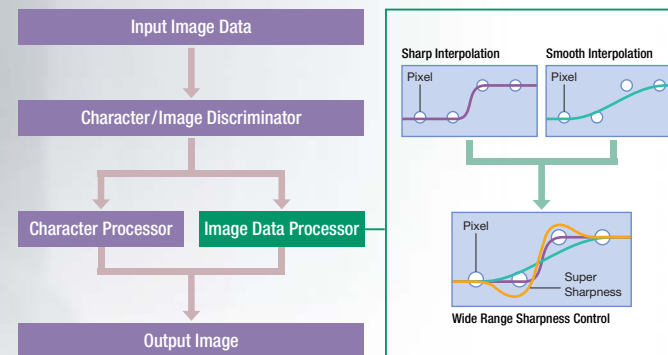 Input Image Data
Character/Image Discriminator
Character Processor
Image Data Processor
Output Image
Sharp Interpolation
Pixel
Smooth Interpolation
Pixel
Pixel
Super
Sharpness
Wide Range Sharpness Control